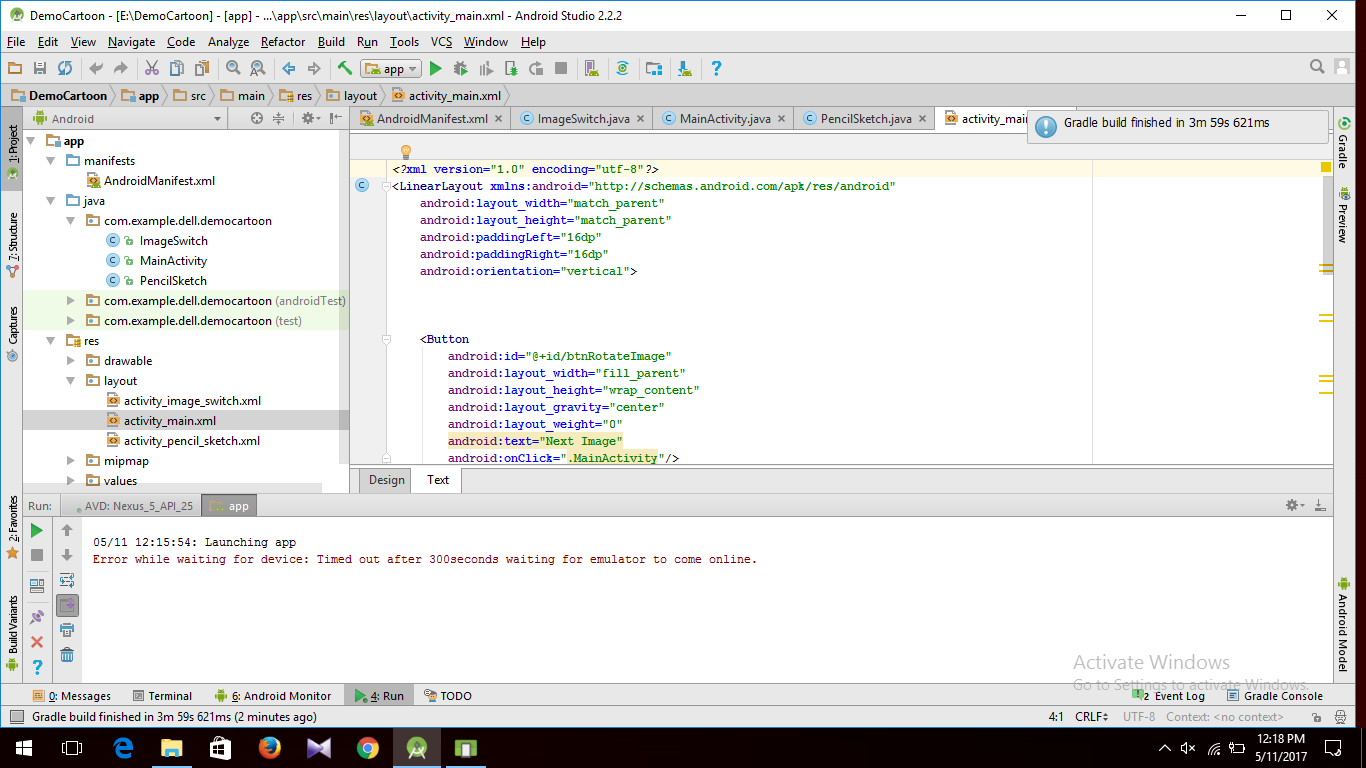 DemoCartoon - [E:\DemoCartoon] - [app] - ...\app\src\main\res\layout\activity_main.xml - Android Studio 2.2.2
File Edit View Navigate Code Analyze Refactor Build Run Tools VCS Window Help
app
DemoCartoon app src main res layout activity_main.xml
Android
AndroidManifest.xml ImageSwitch.java MainActivity.java PencilSketch.java activity_main
Gradle build finished in 3m 59s 621ms
1: Project
7: Structure
Captures
2: Favorites
Build Variants
app
manifests
AndroidManifest.xml
java
com.example.dell.democartoon
ImageSwitch
MainActivity
PencilSketch
com.example.dell.democartoon (androidTest)
com.example.dell.democartoon (test)
res
drawable
layout
activity_image_switch.xml
activity_main.xml
activity_pencil_sketch.xml
mipmap
values
<?xml version="1.0" encoding="utf-8"?>
<LinearLayout xmlns:android="http://schemas.android.com/apk/res/android"
android:layout_width="match_parent"
android:layout_height="match_parent"
android:paddingLeft="16dp"
android:paddingRight="16dp"
android:orientation="vertical">
<Button
android:id="@+id/btnRotateImage"
android:layout_width="fill_parent"
android:layout_height="wrap_content"
android:layout_gravity="center"
android:layout_weight="0"
android:text="Next Image"
android:onClick=".MainActivity"/>
Design Text
Gradle
Preview
Android Model
Run: AVD: Nexus_5_API_25 app
05/11 12:15:54: Launching app
Error while waiting for device: Timed out after 300seconds waiting for emulator to come online.
Activate Windows
Go to Settings to activate Windows.
0: Messages Terminal 6: Android Monitor 4: Run TODO 2 Event Log Gradle Console
Gradle build finished in 3m 59s 621ms (2 minutes ago) 4:1 CRLF UTF-8 Context: <no context>
12:18 PM
5/11/2017